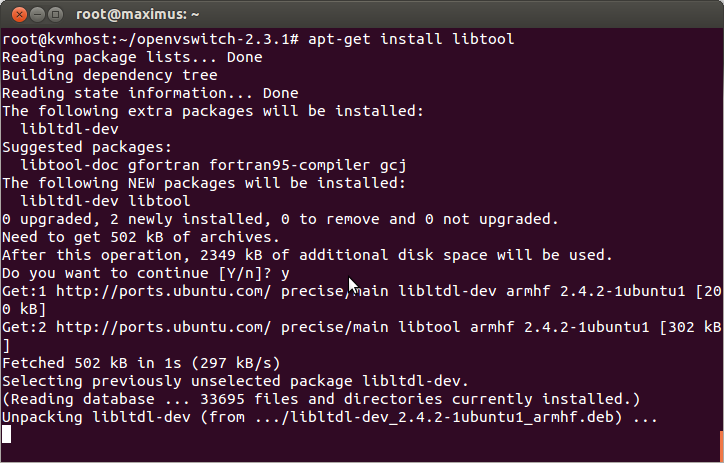 root@maximus: ~
root@kvmhost:~/openvswitch-2.3.1# apt-get install libtool
Reading package lists... Done
Building dependency tree
Reading state information... Done
The following extra packages will be installed:
  libltdl-dev
Suggested packages:
  libtool-doc gfortran fortran95-compiler gcj
The following NEW packages will be installed:
  libltdl-dev libtool
0 upgraded, 2 newly installed, 0 to remove and 0 not upgraded.
Need to get 502 kB of archives.
After this operation, 2349 kB of additional disk space will be used.
Do you want to continue [Y/n]? y
Get:1 http://ports.ubuntu.com/ precise/main libltdl-dev armhf 2.4.2-1ubuntu1 [20
0 kB]
Get:2 http://ports.ubuntu.com/ precise/main libtool armhf 2.4.2-1ubuntu1 [302 kB
]
Fetched 502 kB in 1s (297 kB/s)
Selecting previously unselected package libltdl-dev.
(Reading database ... 33695 files and directories currently installed.)
Unpacking libltdl-dev (from .../libltdl-dev_2.4.2-1ubuntu1_armhf.deb) ...